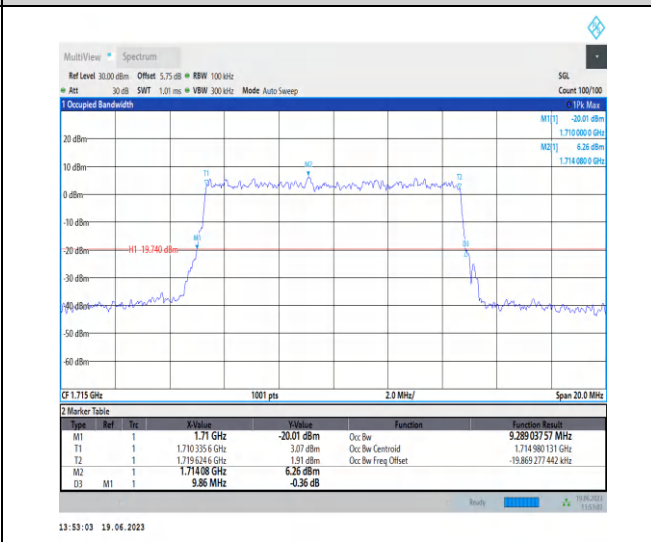 MultiView Spectrum
Ref Level 30.00 dBm Offset 5.75 dB RBW 100 kHz SGL
Att 30 dB SWT 1.01 ms VBW 300 kHz Mode Auto Sweep Count 100/100
1 Occupied Bandwidth 1Pk Max
M1[1] -20.01 dBm
1.710 000 0 GHz
M2[1] 6.26 dBm
1.714 080 0 GHz
20 dBm
M2
T1 T2
10 dBm
0 dBm
-10 dBm
M1 D3
-20 dBm H1 -19.740 dBm
-30 dBm
-40 dBm
-50 dBm
-60 dBm
CF 1.715 GHz 1001 pts 2.0 MHz/ Span 20.0 MHz
2 Marker Table
Type Ref Trc X-Value Y-Value Function Function Result
M1 1 1.71 GHz -20.01 dBm Occ Bw 9.289 037 57 MHz
T1 1 1.710 335 6 GHz 3.07 dBm Occ Bw Centroid 1.714 980 131 GHz
T2 1 1.719 624 6 GHz 1.91 dBm Occ Bw Freq Offset -19.869 277 442 kHz
M2 1 1.714 08 GHz 6.26 dBm
D3 M1 1 9.86 MHz -0.36 dB
Ready 19.06.2023
13:53:03
13:53:03 19.06.2023